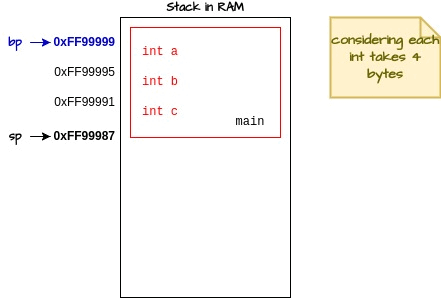 Stack in RAM
bp 0xFF99999
int a
0xFF99995
int b
0xFF99991
int c
main
sp 0xFF99987
considering each
int takes 4
bytes